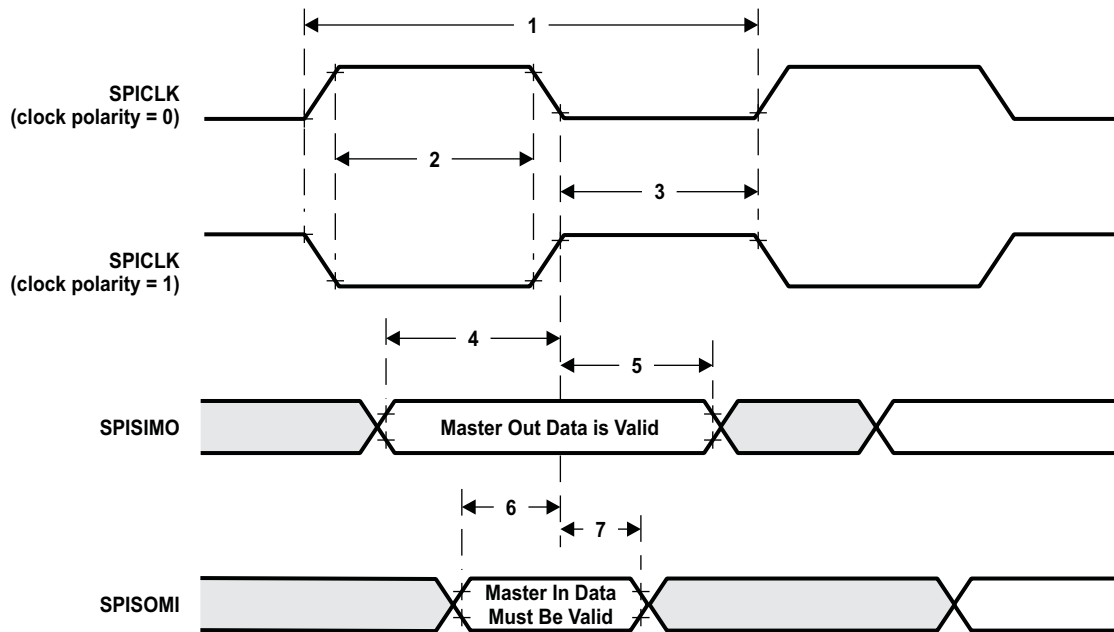 1
SPICLK
(clock polarity = 0)
2
3
SPICLK
(clock polarity = 1)
4
5
SPISIMO
Master Out Data is Valid
6
7
SPISOMI
Master In Data
Must Be Valid